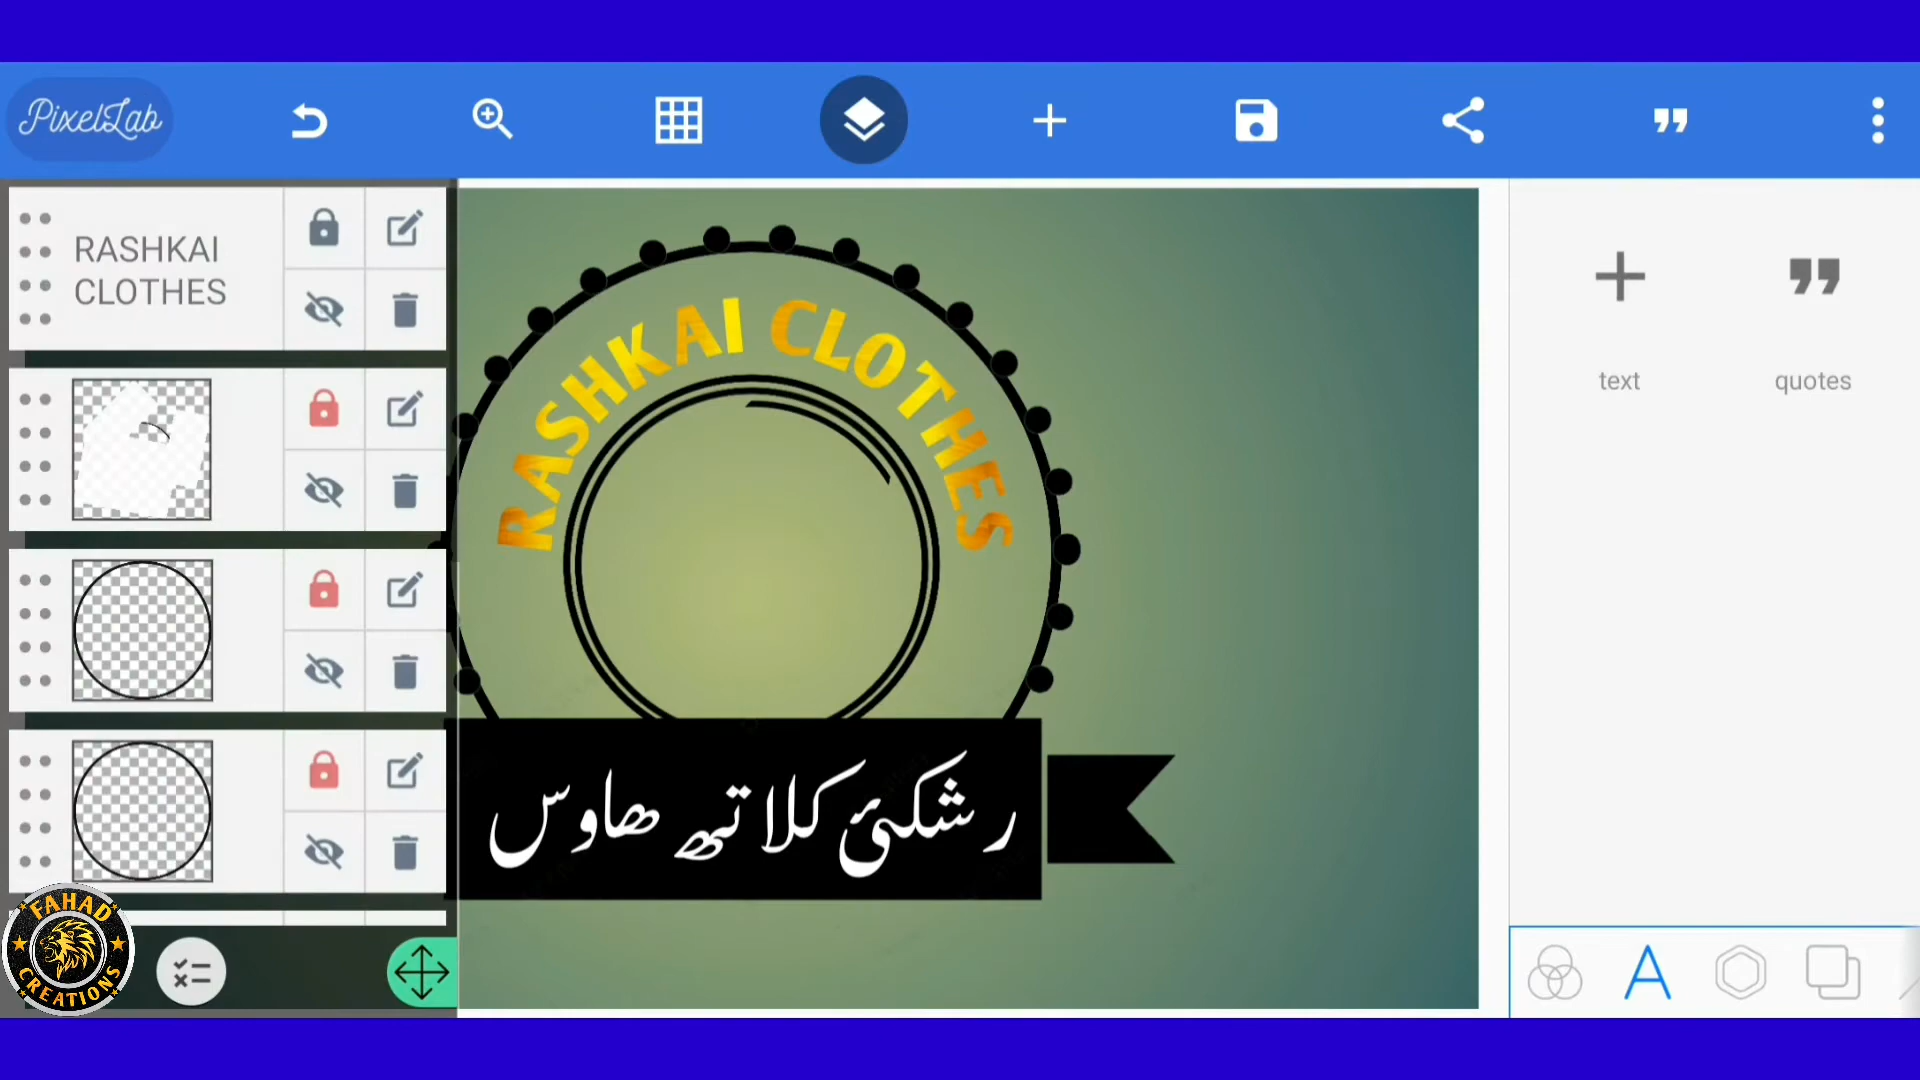 PixelLab
RASHKAI
CLOTHES
RASHKAI CLOTHES
text
quotes
رشکئ کلاتھ ھاوس
FAHAD
CREATIONS